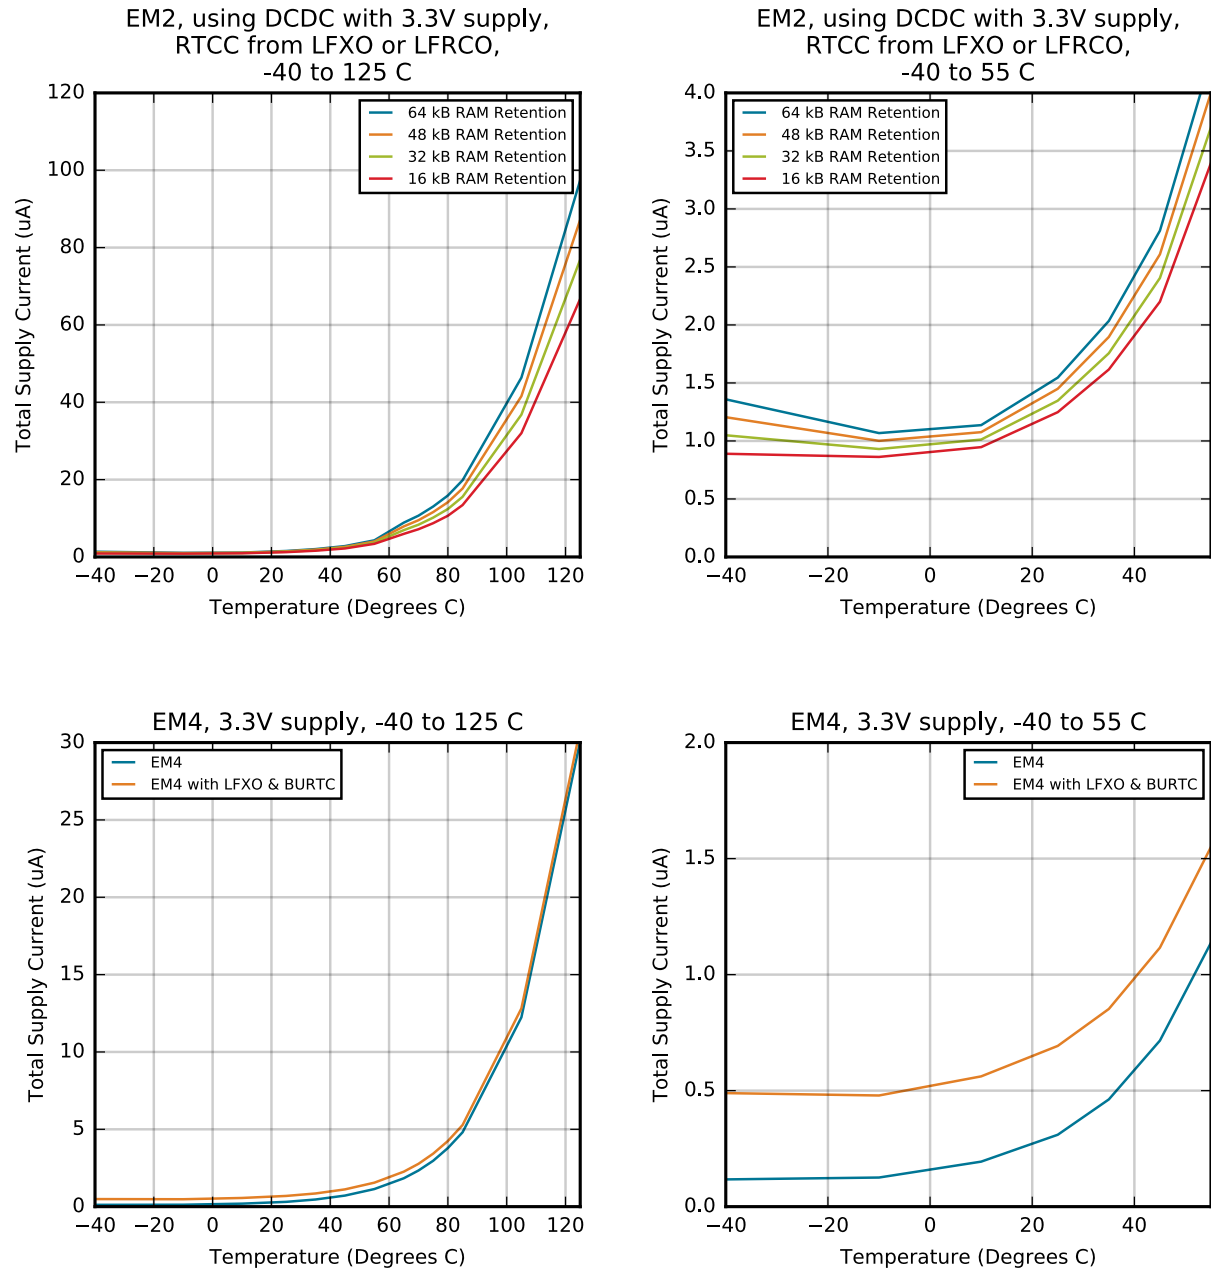 EM2, using DCDC with 3.3V supply,
RTCC from LFXO or LFRCO,
-40 to 125 C
120
100
80
60
40
20
0
−40 −20 0 20 40 60 80 100 120
Total Supply Current (uA)
Temperature (Degrees C)
64 kB RAM Retention
48 kB RAM Retention
32 kB RAM Retention
16 kB RAM Retention
EM2, using DCDC with 3.3V supply,
RTCC from LFXO or LFRCO,
-40 to 55 C
4.0
3.5
3.0
2.5
2.0
1.5
1.0
0.5
0.0
−40 −20 0 20 40
Total Supply Current (uA)
Temperature (Degrees C)
64 kB RAM Retention
48 kB RAM Retention
32 kB RAM Retention
16 kB RAM Retention
EM4, 3.3V supply, -40 to 125 C
30
25
20
15
10
5
0
−40 −20 0 20 40 60 80 100 120
Total Supply Current (uA)
Temperature (Degrees C)
EM4
EM4 with LFXO & BURTC
EM4, 3.3V supply, -40 to 55 C
2.0
1.5
1.0
0.5
0.0
−40 −20 0 20 40
Total Supply Current (uA)
Temperature (Degrees C)
EM4
EM4 with LFXO & BURTC